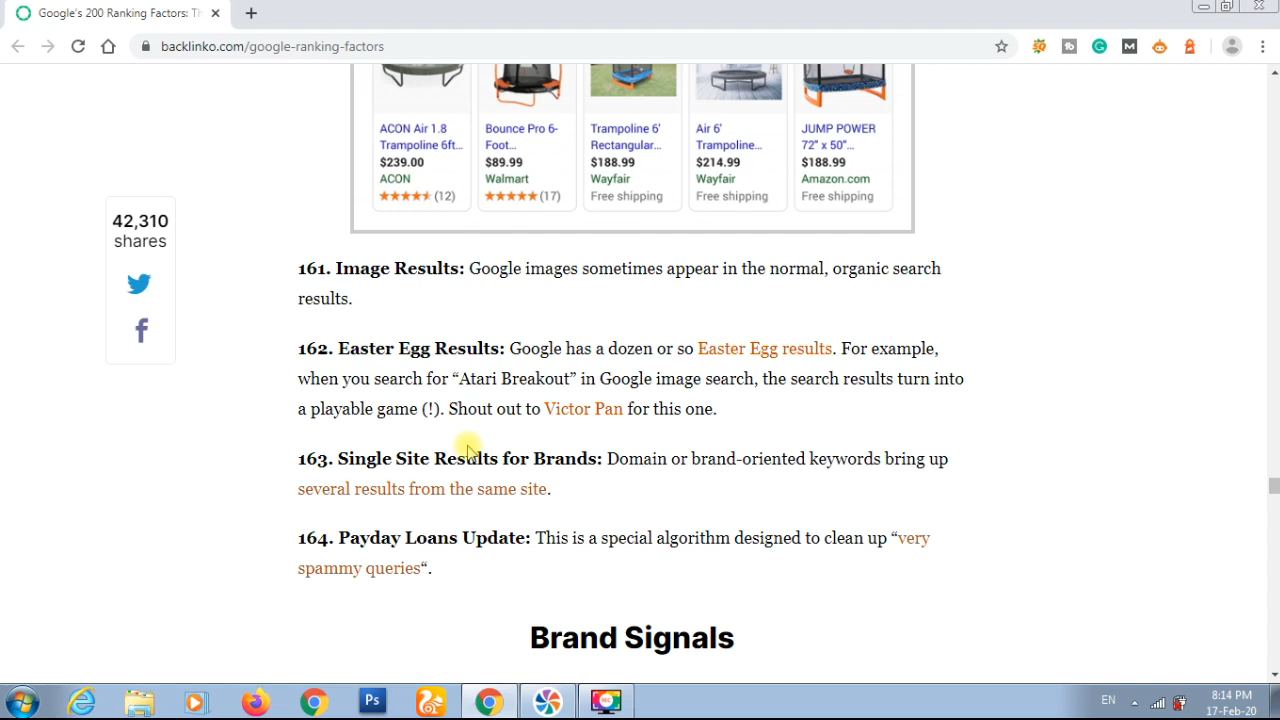 Google's 200 Ranking Factors: Th
backlinko.com/google-ranking-factors
ACON Air 1.8 Trampoline 6ft...
$239.00
ACON
(12)
Bounce Pro 6-Foot...
$89.99
Walmart
(17)
Trampoline 6' Rectangular...
$188.99
Wayfair
Free shipping
Air 6' Trampoline...
$214.99
Wayfair
Free shipping
JUMP POWER 72" x 50"...
$188.99
Amazon.com
Free shipping
42,310
shares
161. Image Results: Google images sometimes appear in the normal, organic search
results.
162. Easter Egg Results: Google has a dozen or so Easter Egg results. For example,
when you search for “Atari Breakout” in Google image search, the search results turn into
a playable game (!). Shout out to Victor Pan for this one.
163. Single Site Results for Brands: Domain or brand-oriented keywords bring up
several results from the same site.
164. Payday Loans Update: This is a special algorithm designed to clean up “very
spammy queries“.
Brand Signals
Ps
REC
EN
8:14 PM
17-Feb-20